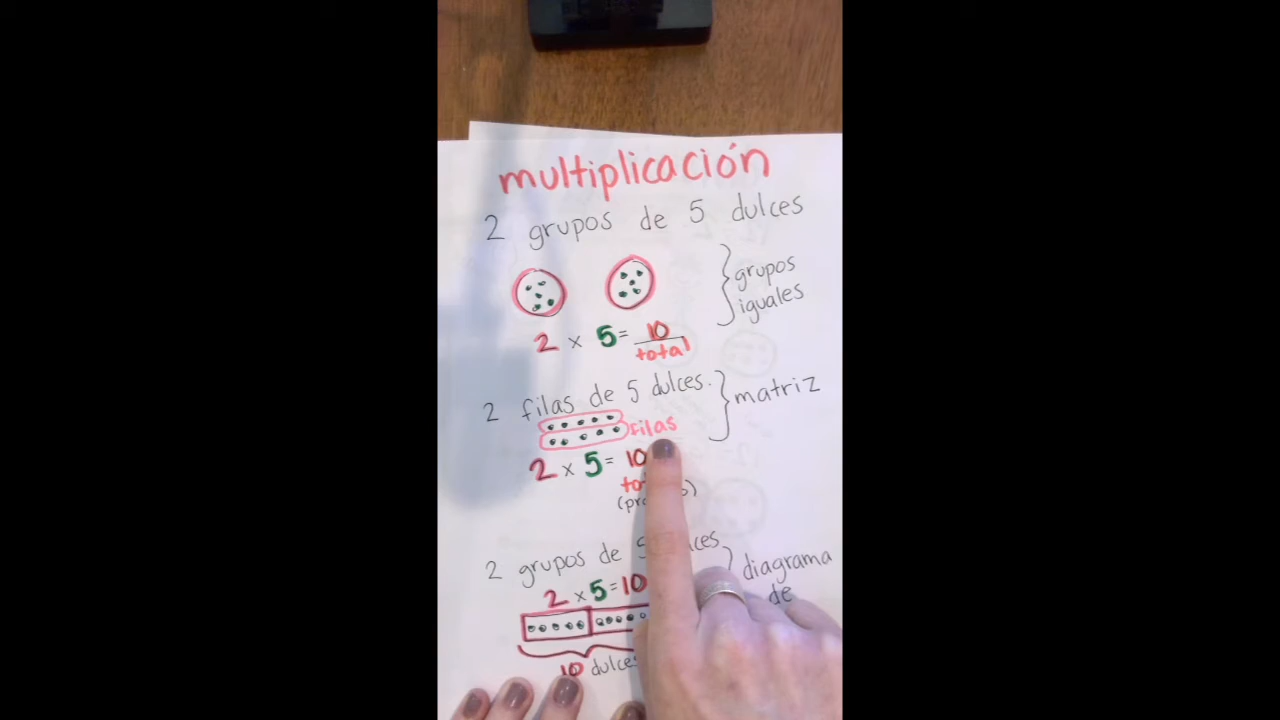 multiplicación
2 grupos de 5 dulces
grupos
iguales
2 x 5 = 10
total
2 filas de 5 dulces.
matriz
filas
2 x 5 = 10
2 grupos de
diagrama
de
2 x 5 = 10
10 dulces